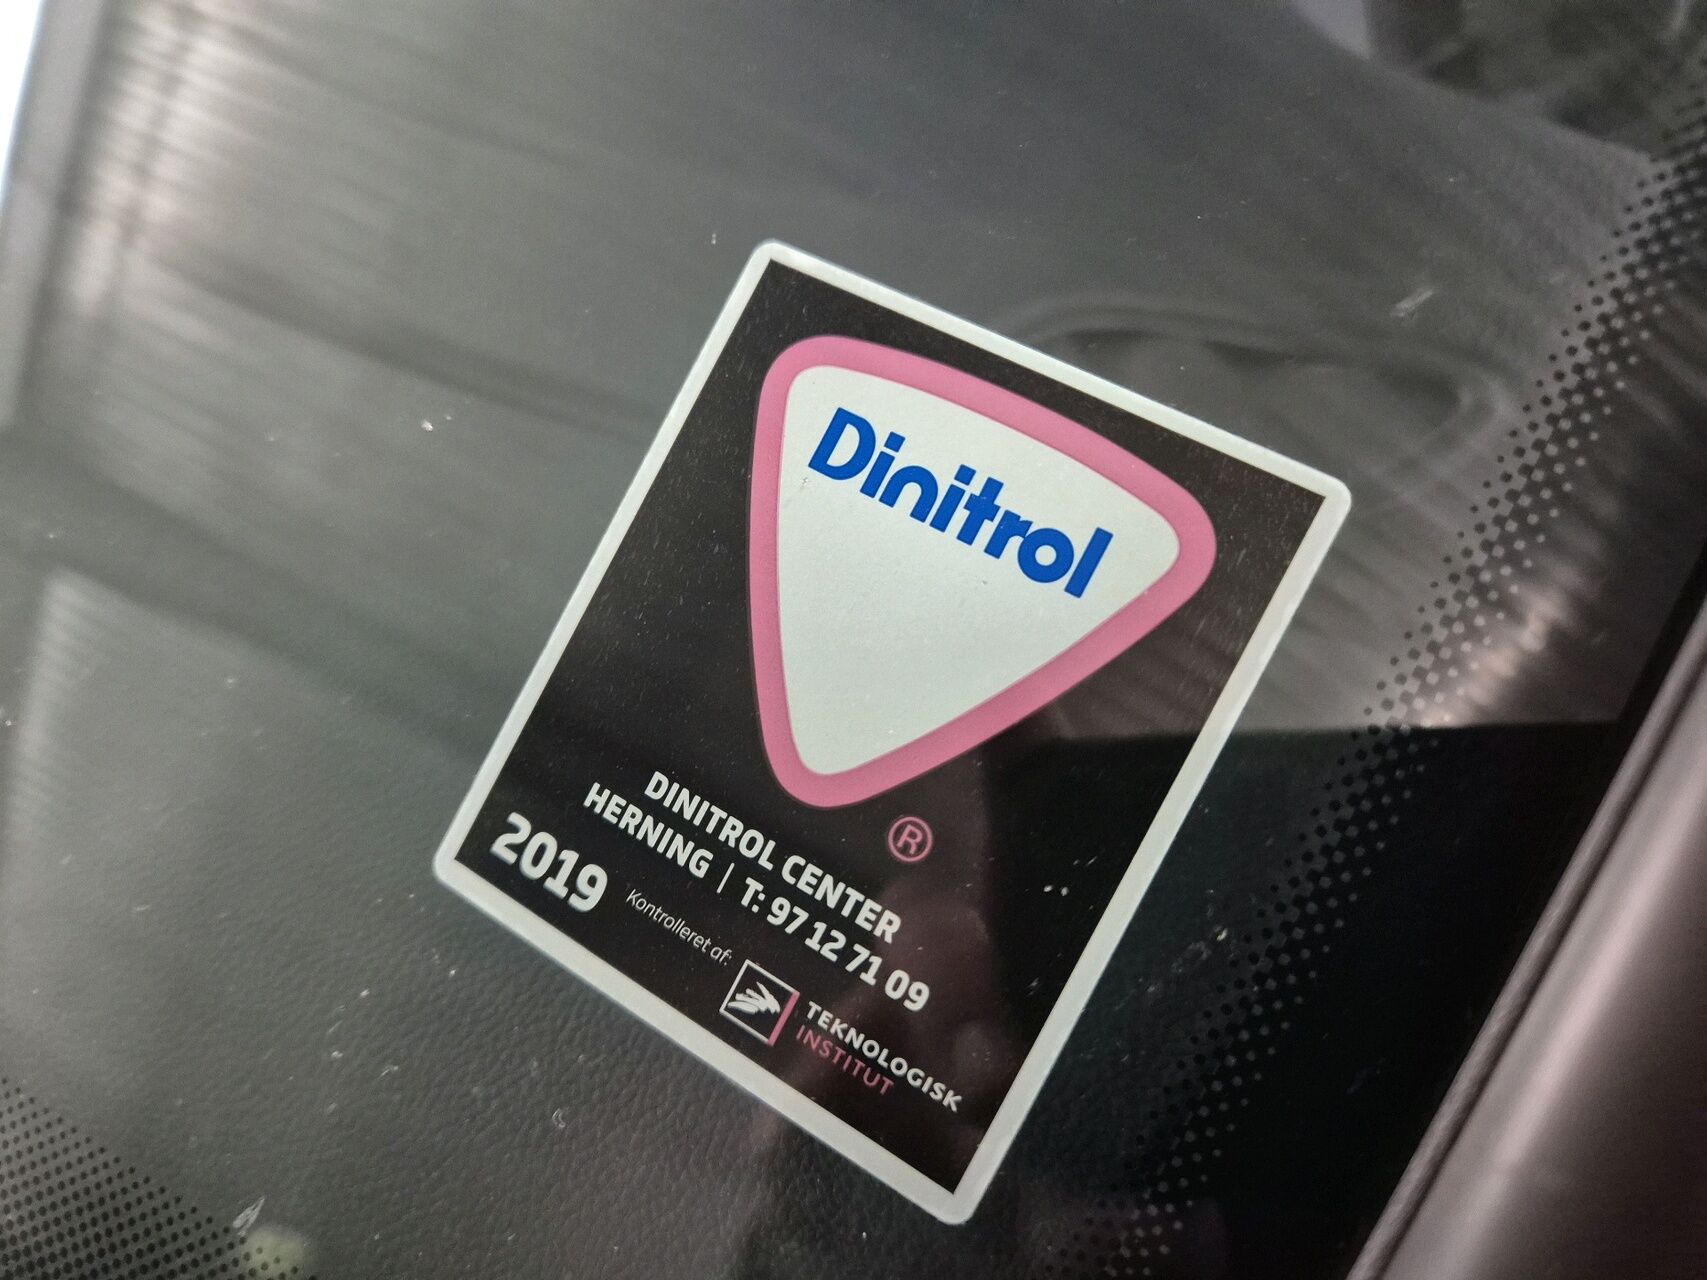 Dinitrol
®
DINITROL CENTER
HERNING | T: 97 12 71 09
2019 Kontrolleret af:
TEKNOLOGISK
INSTITUT